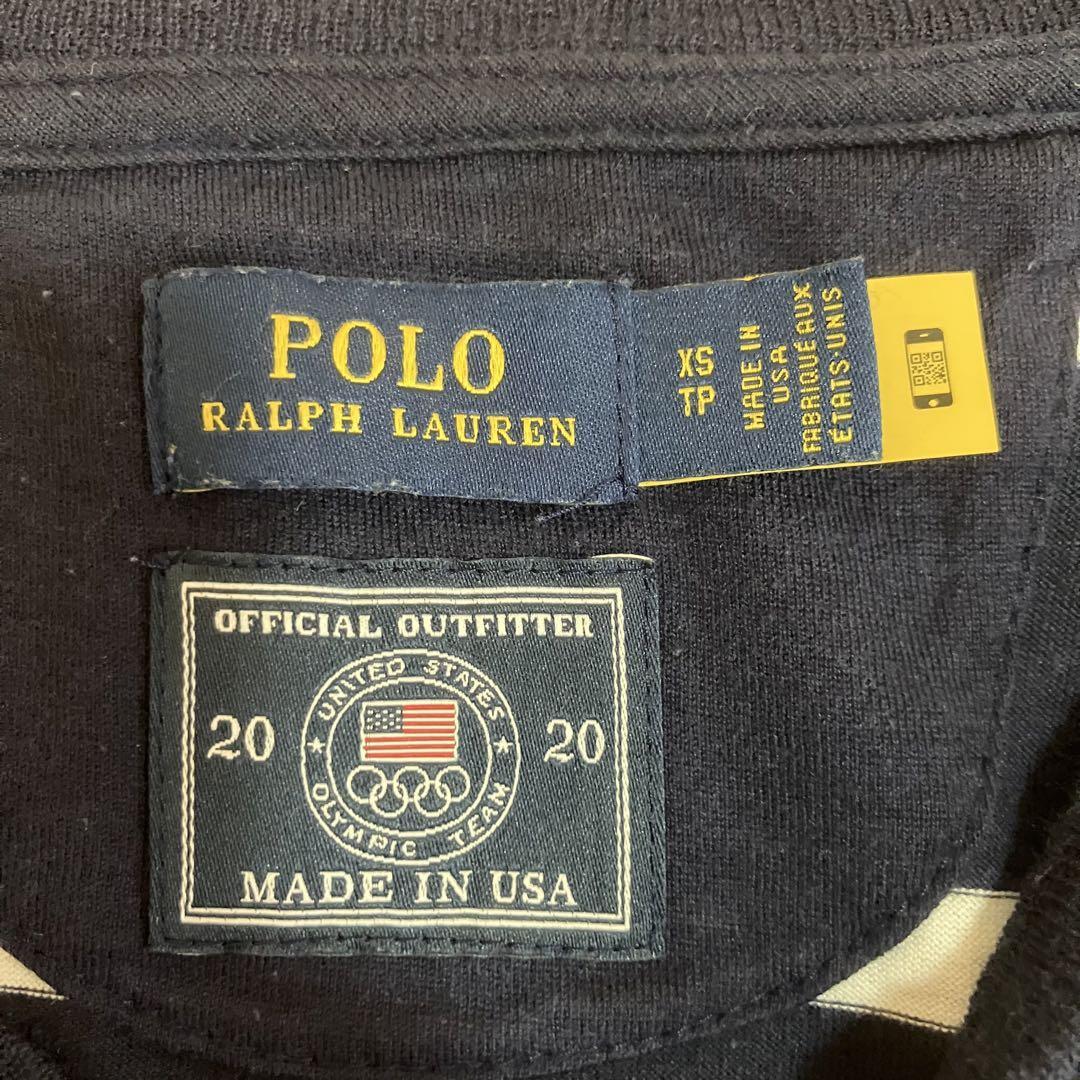 POLO
RALPH LAUREN
XS
TP
MADE IN
USA
FABRIQUÉ AUX
ÉTATS-UNIS
OFFICIAL OUTFITTER
UNITED STATES
20 20
OLYMPIC TEAM
MADE IN USA